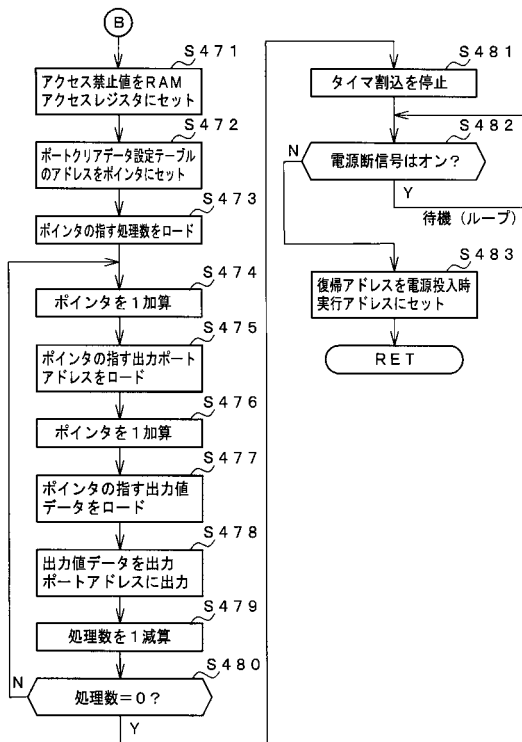 B
S471
アクセス禁止値をRAM
アクセスレジスタにセット
S472
ポートクリアデータ設定テーブル
のアドレスをポインタにセット
S473
ポインタの指す処理数をロード
S474
ポインタを1加算
S475
ポインタの指す出力ポート
アドレスをロード
S476
ポインタを1加算
S477
ポインタの指す出力値
データをロード
S478
出力値データを出力
ポートアドレスに出力
S479
処理数を1減算
S480
N
処理数=0?
Y
S481
タイマ割込を停止
S482
N
電源断信号はオン?
Y
待機(ループ)
S483
復帰アドレスを電源投入時
実行アドレスにセット
RET